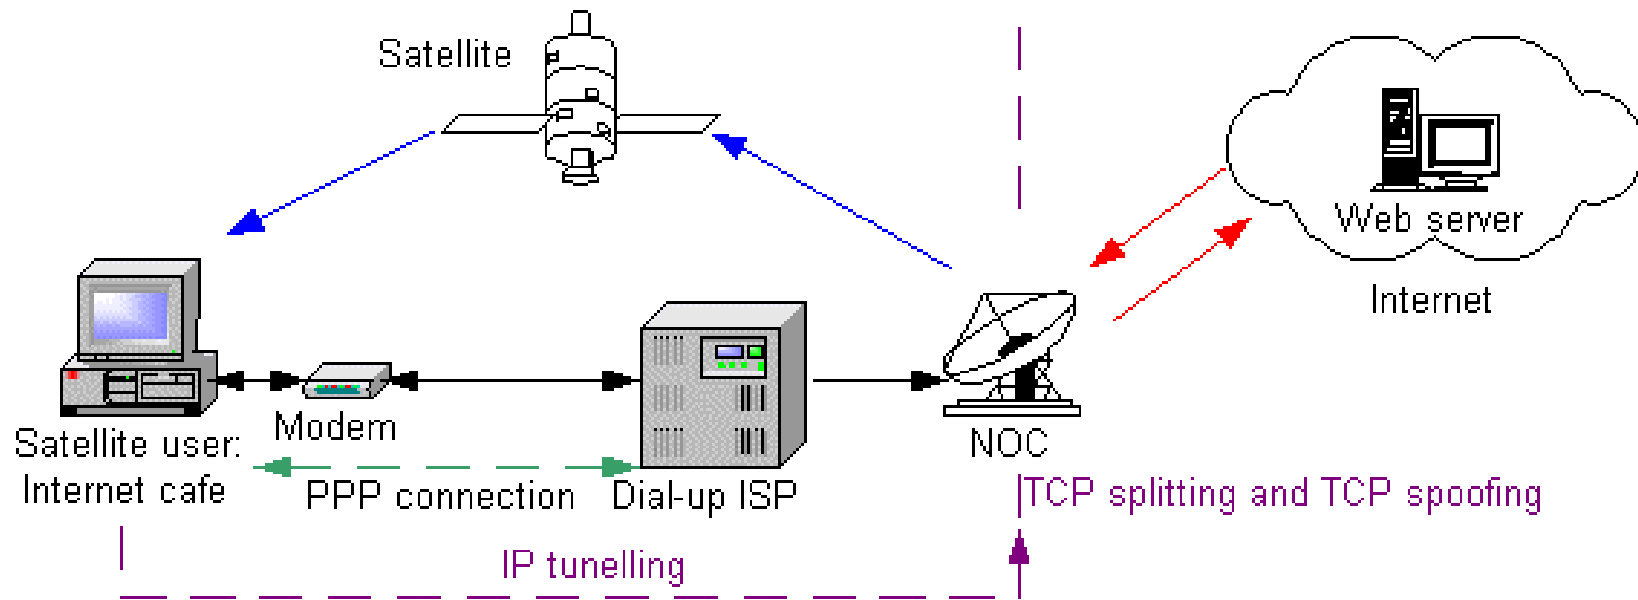 Satellite
Web server
Internet
Modem
NOC
Satellite user:
Internet cafe
PPP connection
Dial-up ISP
TCP splitting and TCP spoofing
IP tunelling